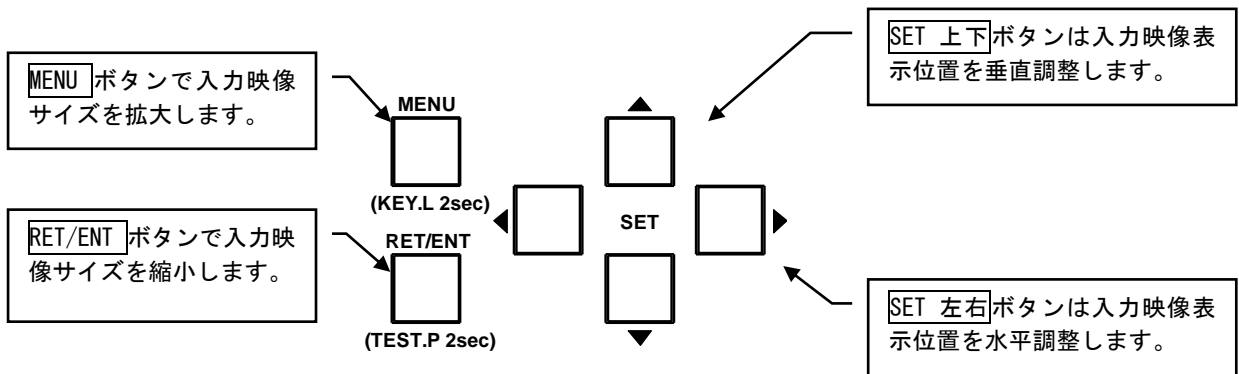 MENU ボタンで入力映像
サイズを拡大します。
RET/ENT ボタンで入力映
像サイズを縮小します。
MENU
(KEY.L 2sec)
RET/ENT
(TEST.P 2sec)
▲
◀ SET ▶
▼
SET 上下ボタンは入力映像表
示位置を垂直調整します。
SET 左右ボタンは入力映像表
示位置を水平調整します。